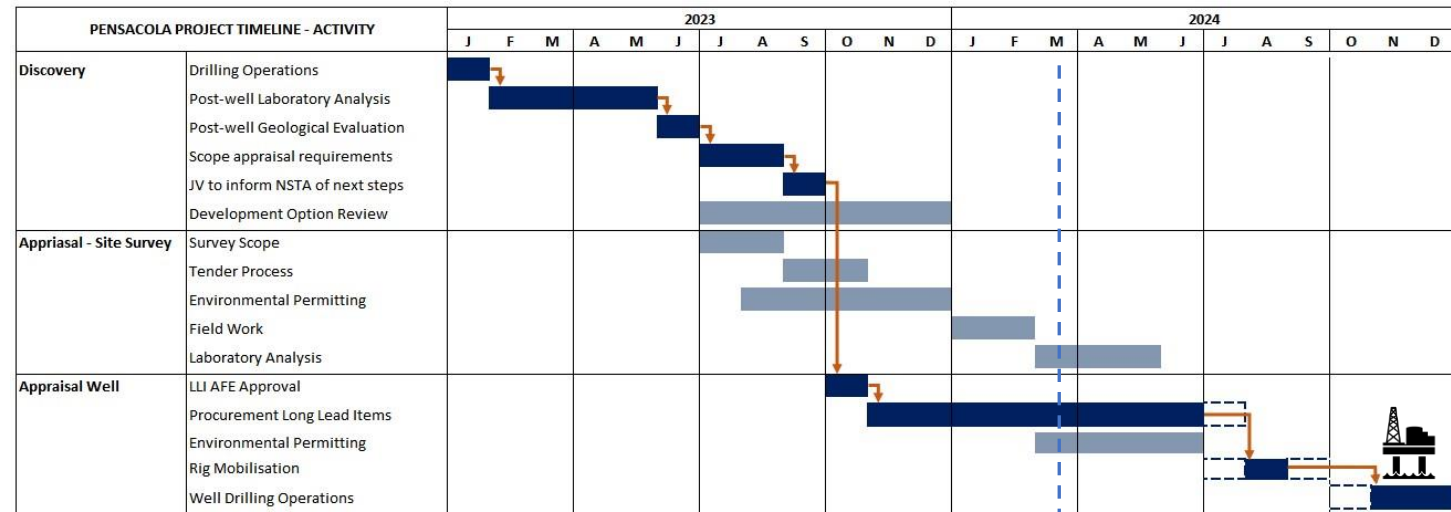 PENSACOLA PROJECT TIMELINE - ACTIVITY 2023 2024
J F M A M J J A S O N D J F M A M J J A S O N D
Discovery Drilling Operations
Post-well Laboratory Analysis
Post-well Geological Evaluation
Scope appraisal requirements
JV to inform NSTA of next steps
Development Option Review
Appriasal - Site Survey Survey Scope
Tender Process
Environmental Permitting
Field Work
Laboratory Analysis
Appraisal Well LLI AFE Approval
Procurement Long Lead Items
Environmental Permitting
Rig Mobilisation
Well Drilling Operations